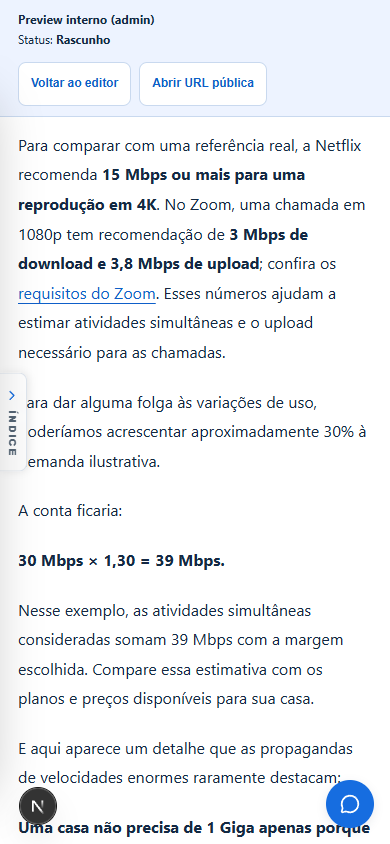 Preview interno (admin)
Status: Rascunho
Voltar ao editor
Abrir URL pública
Para comparar com uma referência real, a Netflix
recomenda 15 Mbps ou mais para uma
reprodução em 4K. No Zoom, uma chamada em
1080p tem recomendação de 3 Mbps de
download e 3,8 Mbps de upload; confira os
requisitos do Zoom. Esses números ajudam a
estimar atividades simultâneas e o upload
necessário para as chamadas.
ÍNDICE
ara dar alguma folga às variações de uso,
oderíamos acrescentar aproximadamente 30% à
emanda ilustrativa.
A conta ficaria:
30 Mbps × 1,30 = 39 Mbps.
Nesse exemplo, as atividades simultâneas
consideradas somam 39 Mbps com a margem
escolhida. Compare essa estimativa com os
planos e preços disponíveis para sua casa.
E aqui aparece um detalhe que as propagandas
de velocidades enormes raramente destacam:
N
Uma casa não precisa de 1 Giga apenas porque